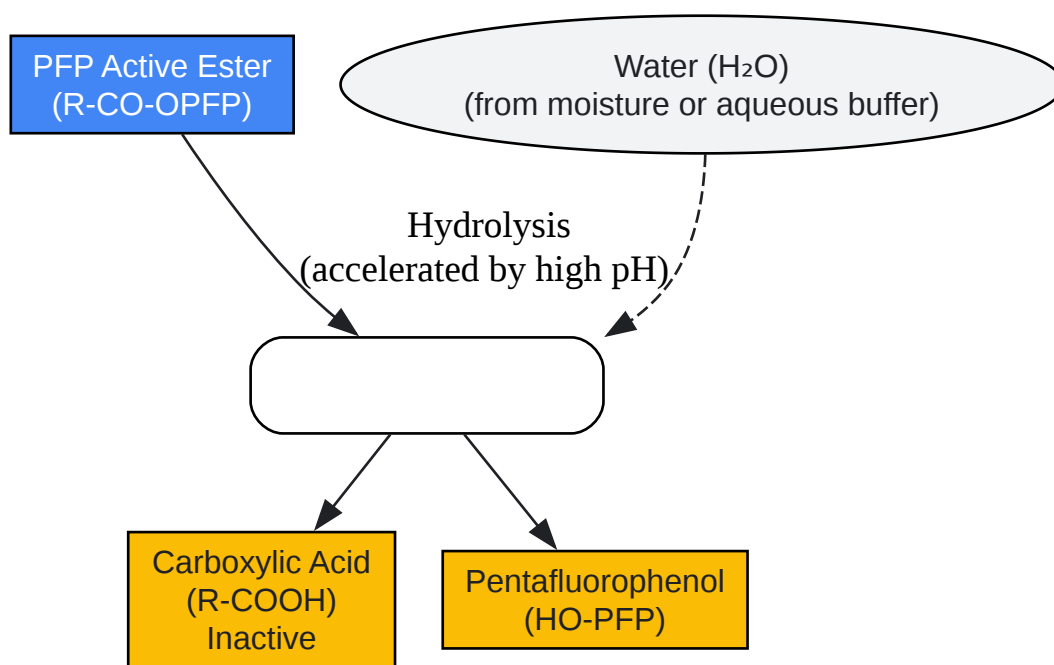 PFP Active Ester
(R-CO-OPFP)
Water (H₂O)
(from moisture or aqueous buffer)
Hydrolysis
(accelerated by high pH)
Carboxylic Acid
(R-COOH)
Inactive
Pentafluorophenol
(HO-PFP)